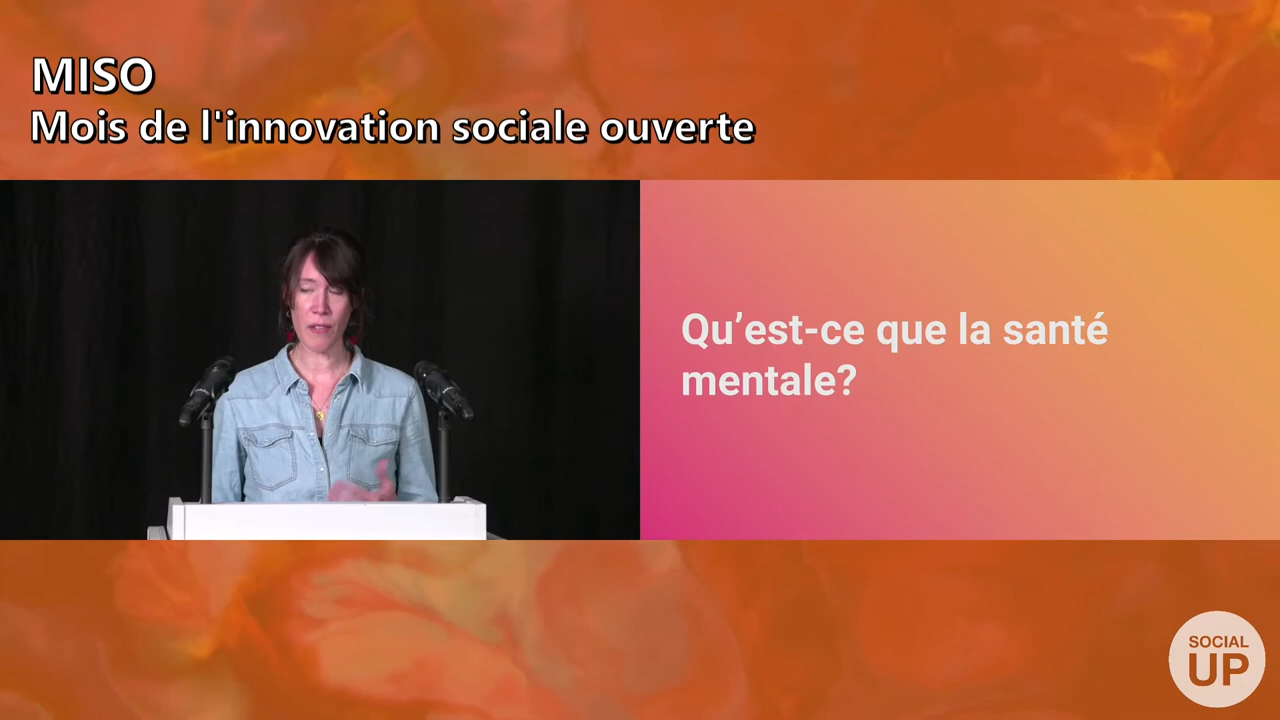 MISO
Mois de l'innovation sociale ouverte
Qu’est-ce que la santé
mentale?
SOCIAL
UP